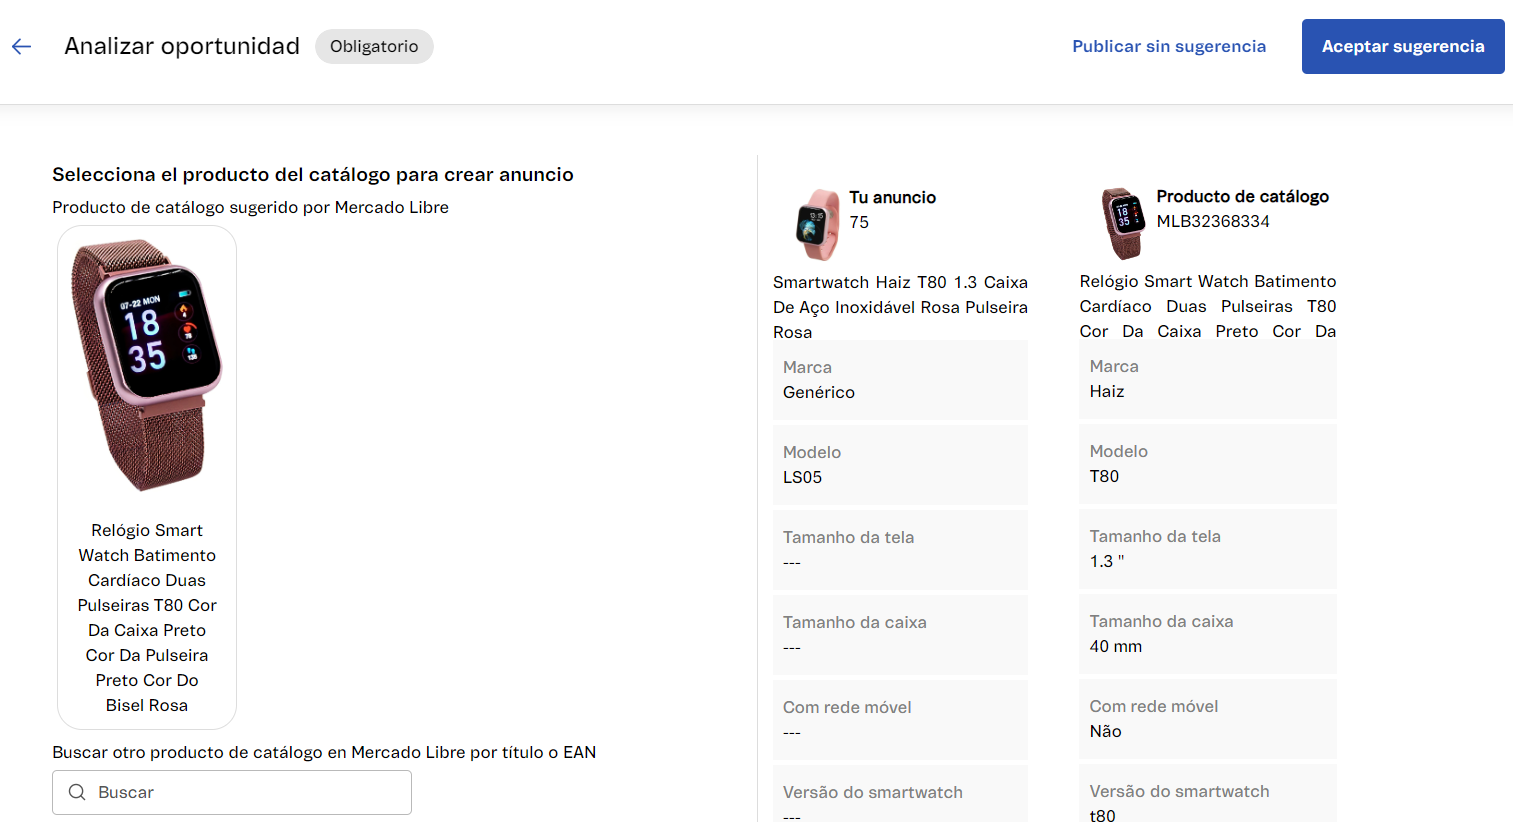 Analizar oportunidad
Obligatorio
Publicar sin sugerencia
Aceptar sugerencia
Selecciona el producto del catálogo para crear anuncio
Producto de catálogo sugerido por Mercado Libre
07-22 MON
18
35
Relógio Smart
Watch Batimento
Cardíaco Duas
Pulseiras T80 Cor
Da Caixa Preto
Cor Da Pulseira
Preto Cor Do
Bisel Rosa
Buscar otro producto de catálogo en Mercado Libre por título o EAN
Buscar
Tu anuncio
75
Smartwatch Haiz T80 1.3 Caixa
De Aço Inoxidável Rosa Pulseira
Rosa
Marca
Genérico
Modelo
LS05
Tamanho da tela
---
Tamanho da caixa
---
Com rede móvel
---
Versão do smartwatch
---
Producto de catálogo
MLB32368334
18
35
Relógio Smart Watch Batimento
Cardíaco Duas Pulseiras T80
Cor Da Caixa Preto Cor Da
Marca
Haiz
Modelo
T80
Tamanho da tela
1.3 "
Tamanho da caixa
40 mm
Com rede móvel
Não
Versão do smartwatch
t80